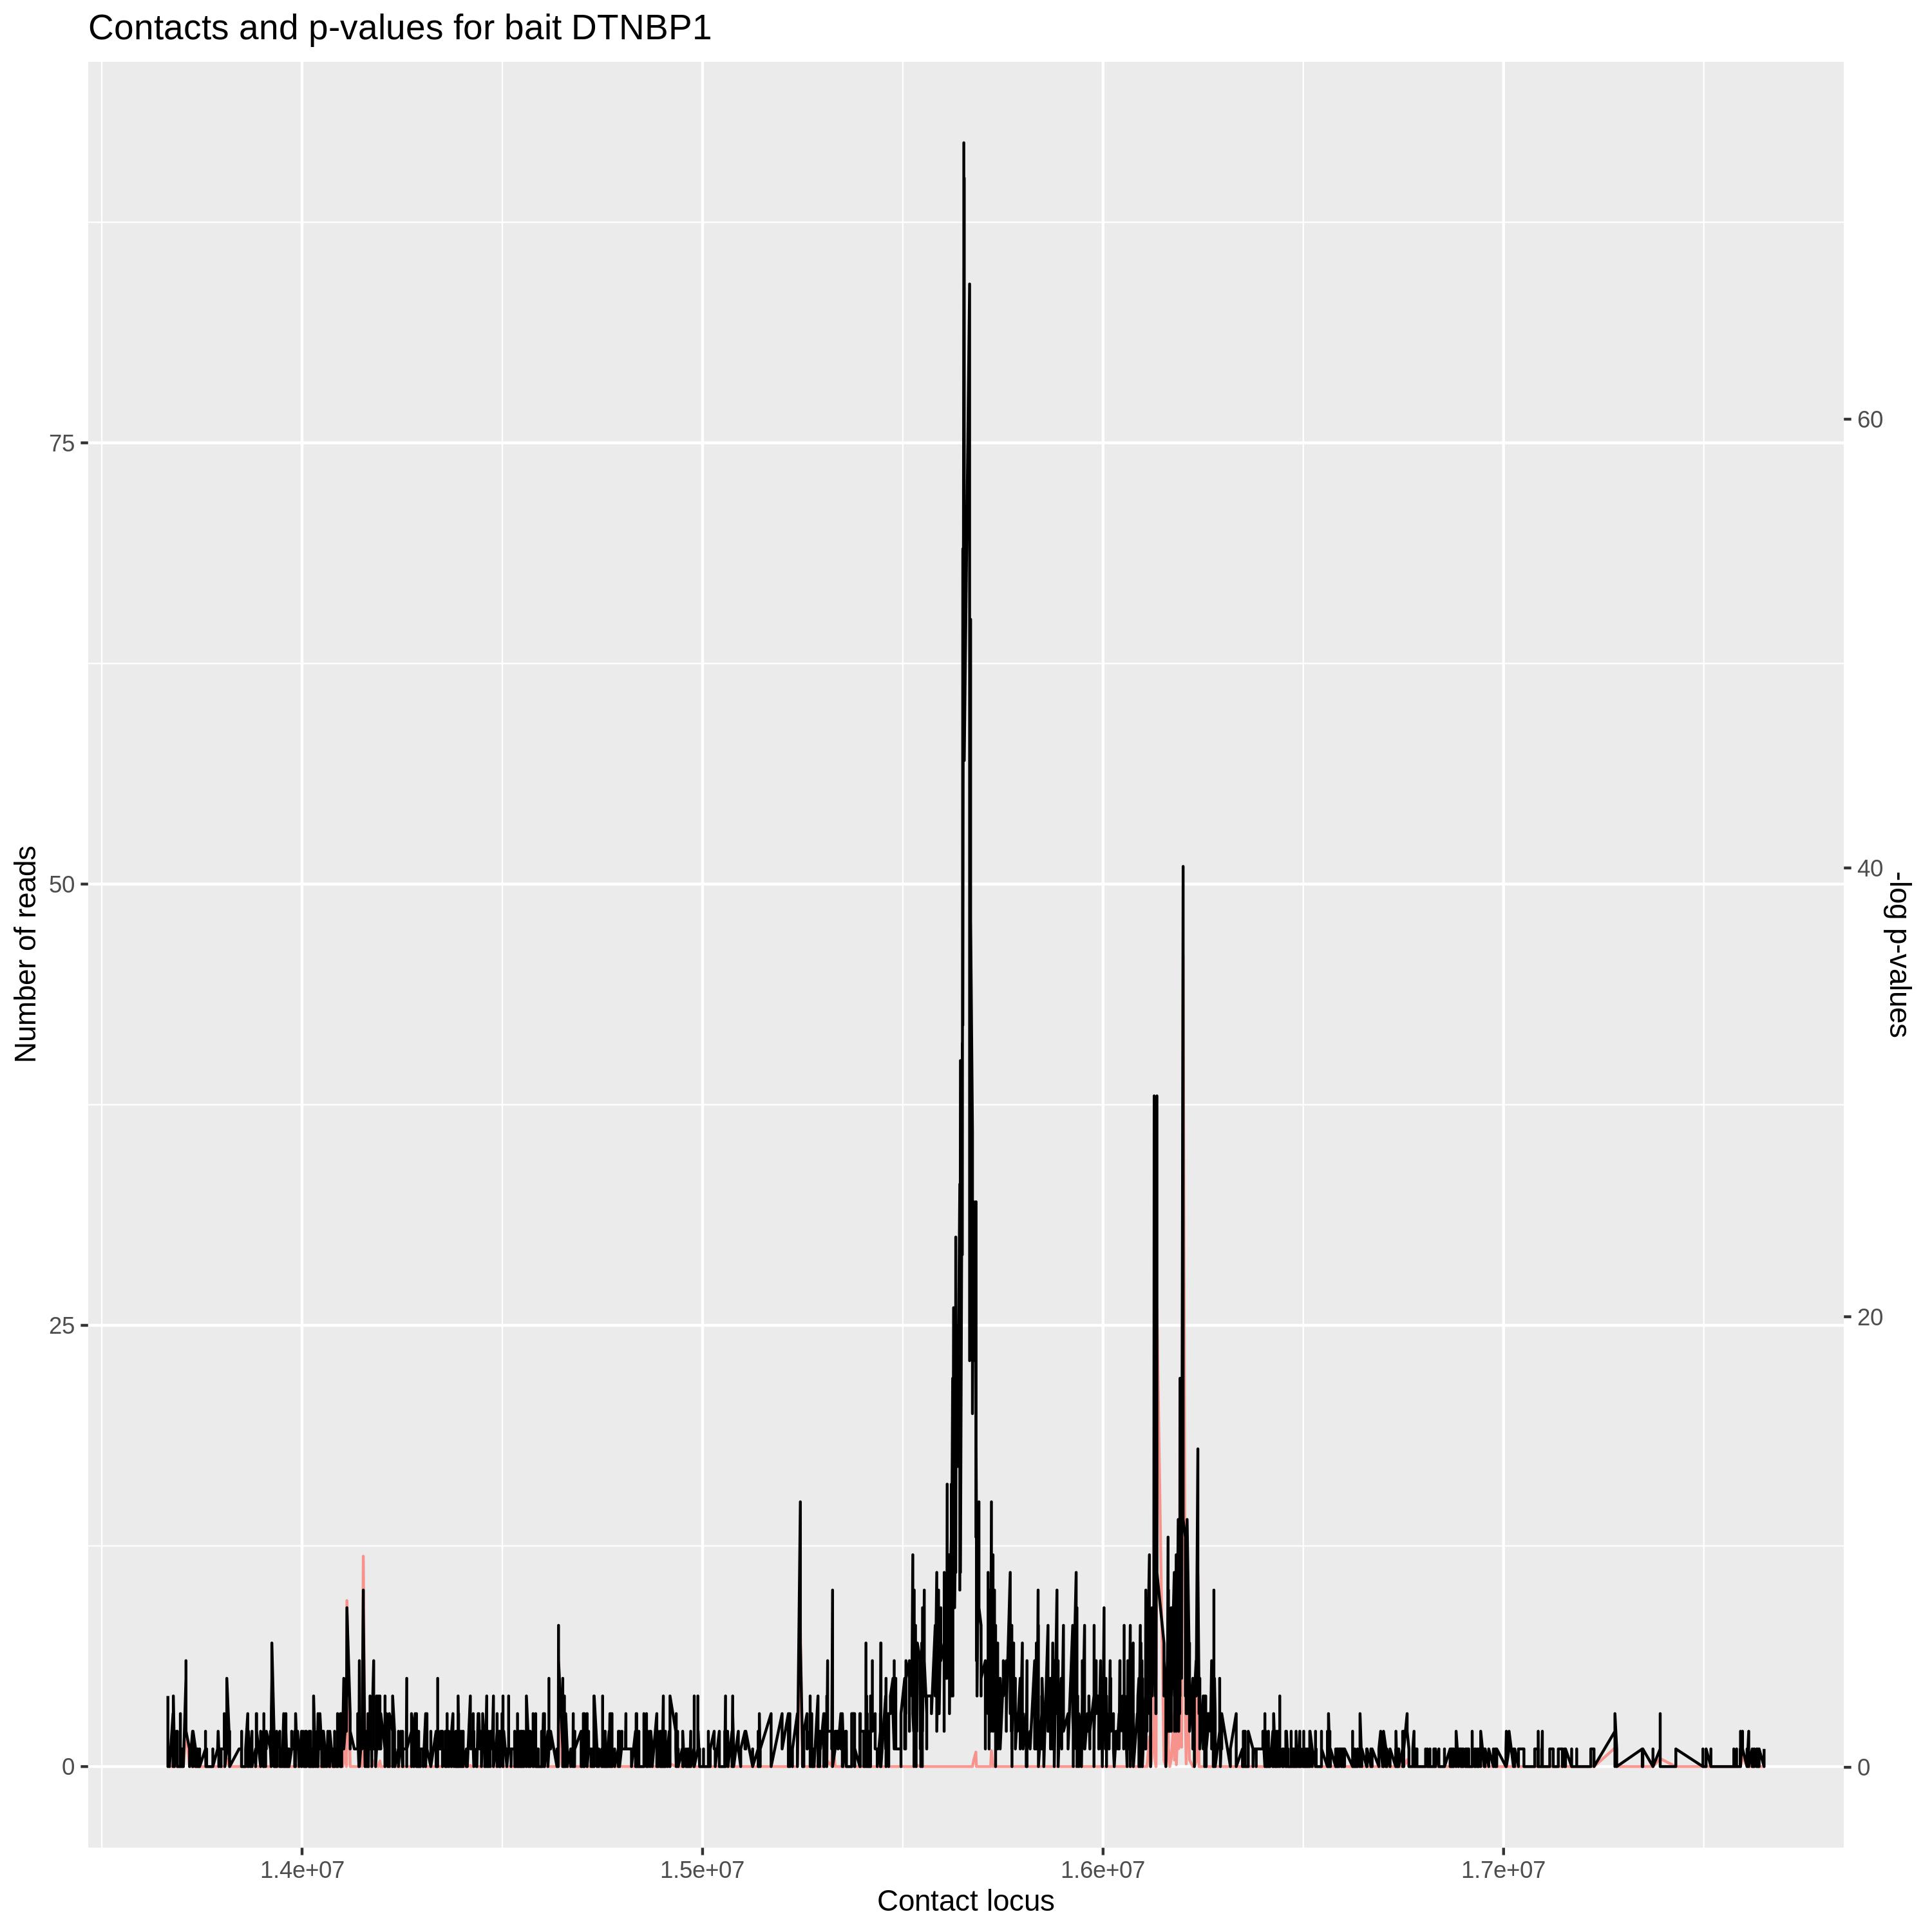 Contacts and p-values for bait DTNBP1
75
50
25
0
60
40
20
0
Number of reads
-log p-values
1.4e+07 1.5e+07 1.6e+07 1.7e+07
Contact locus